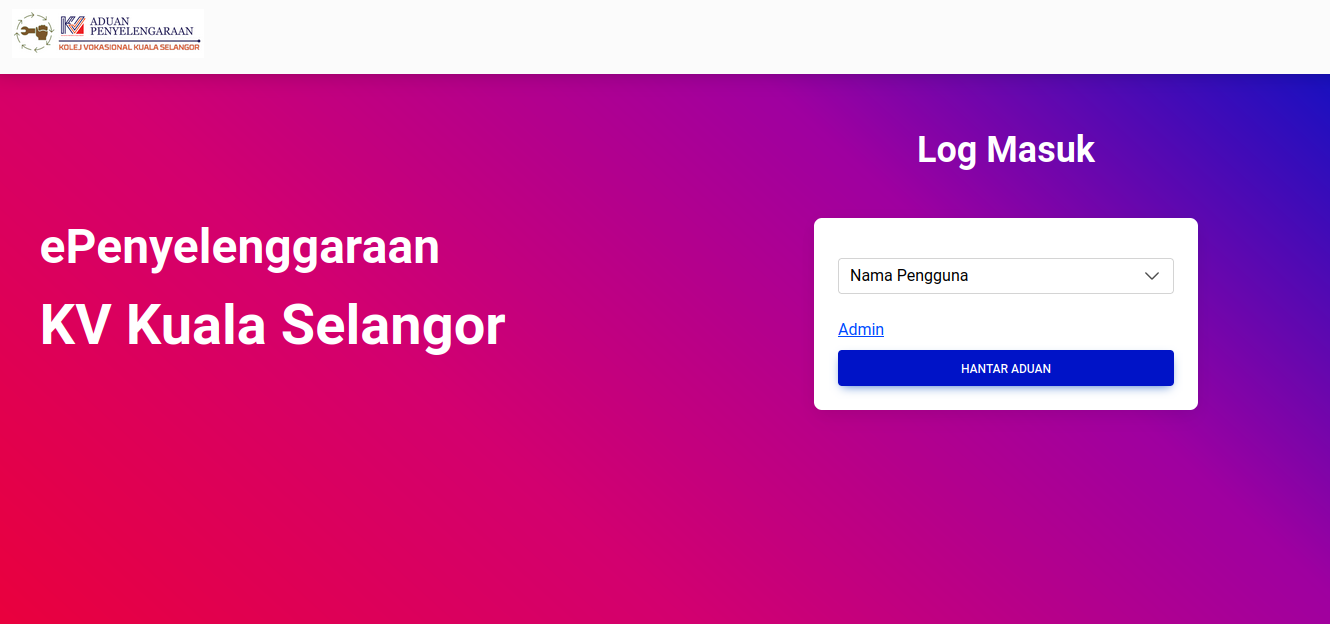 ADUAN
PENYELENGARAAN
KOLEJ VOKASIONAL KUALA SELANGOR
Log Masuk
ePenyelenggaraan
KV Kuala Selangor
Nama Pengguna
Admin
HANTAR ADUAN